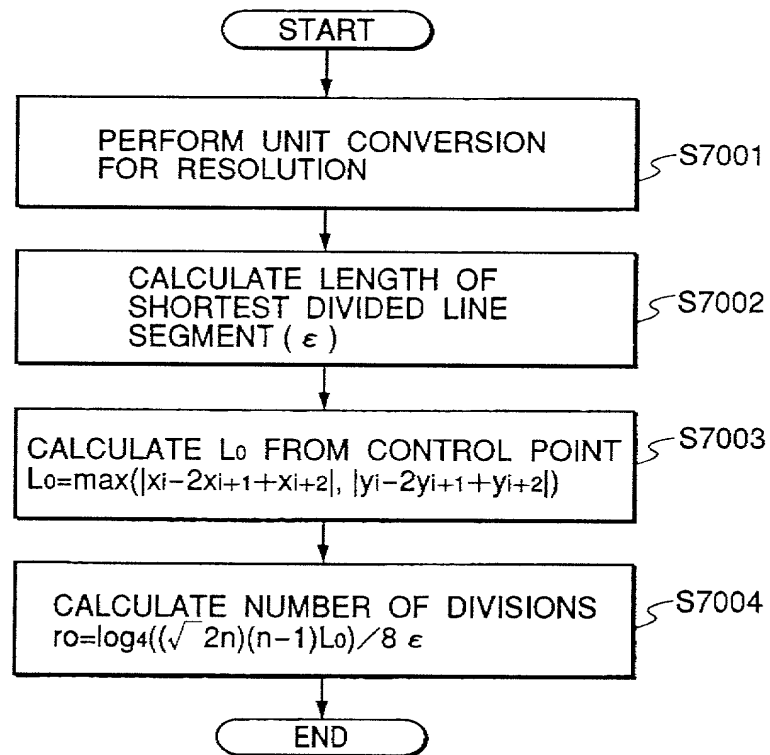 START
PERFORM UNIT CONVERSION
FOR RESOLUTION
S7001
CALCULATE LENGTH OF
SHORTEST DIVIDED LINE
SEGMENT ( ε )
S7002
CALCULATE L₀ FROM CONTROL POINT
L₀=max(|xᵢ-2xᵢ₊₁+xᵢ₊₂|, |yᵢ-2yᵢ₊₁+yᵢ₊₂|)
S7003
CALCULATE NUMBER OF DIVISIONS
ro=log₄((√ 2n)(n-1)L₀)/8 ε
S7004
END